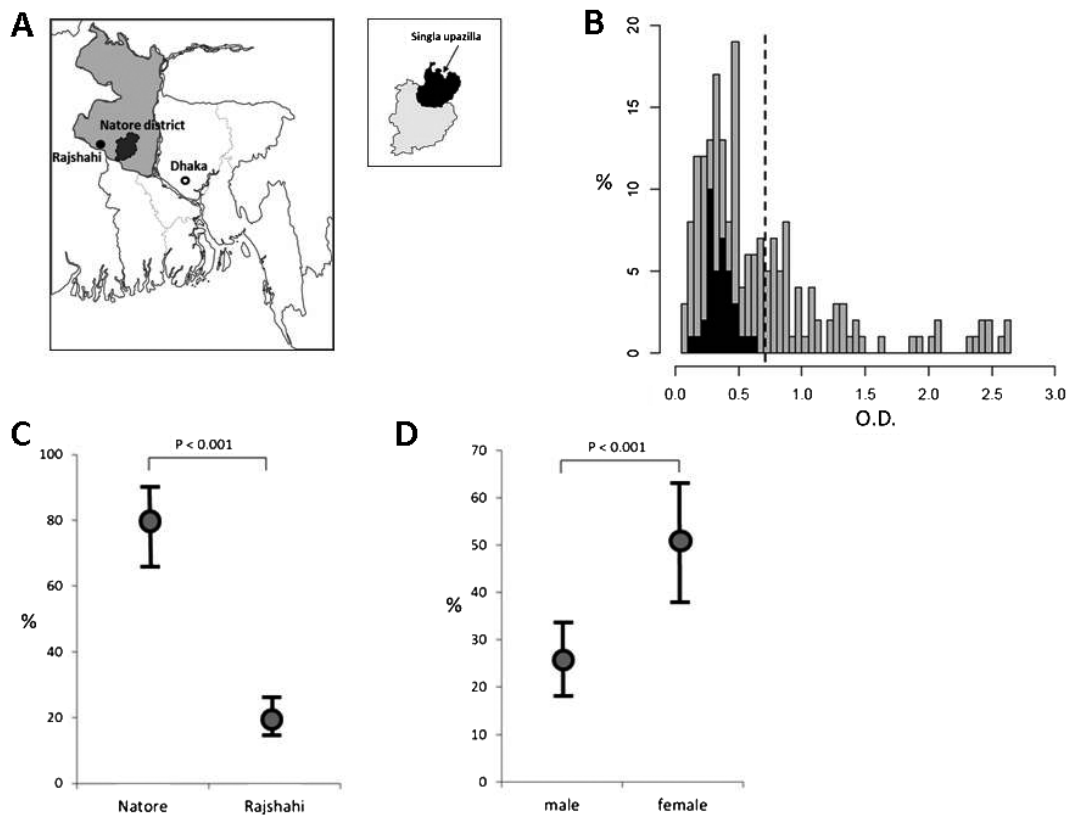 A
Natore district
Rajshahi
Dhaka
Singla upazilla
B
20
15
10
5
0
%
0.0 0.5 1.0 1.5 2.0 2.5 3.0
O.D.
C
P < 0.001
100
80
60
40
20
0
%
Natore Rajshahi
D
P < 0.001
70
60
50
40
30
20
10
0
%
male female